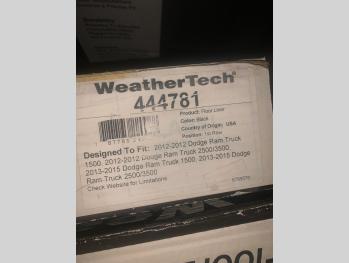 WeatherTech®
444781
Product: Floor Liner
Color: Black
Country of Origin: USA
Position: 1st Row
Designed To Fit: 2012-2012 Dodge Ram Truck
1500, 2012-2012 Dodge Ram Truck 2500/3500,
2013-2015 Dodge Ram Truck 1500, 2013-2015 Dodge
Ram Truck 2500/3500
Check Website for Limitations